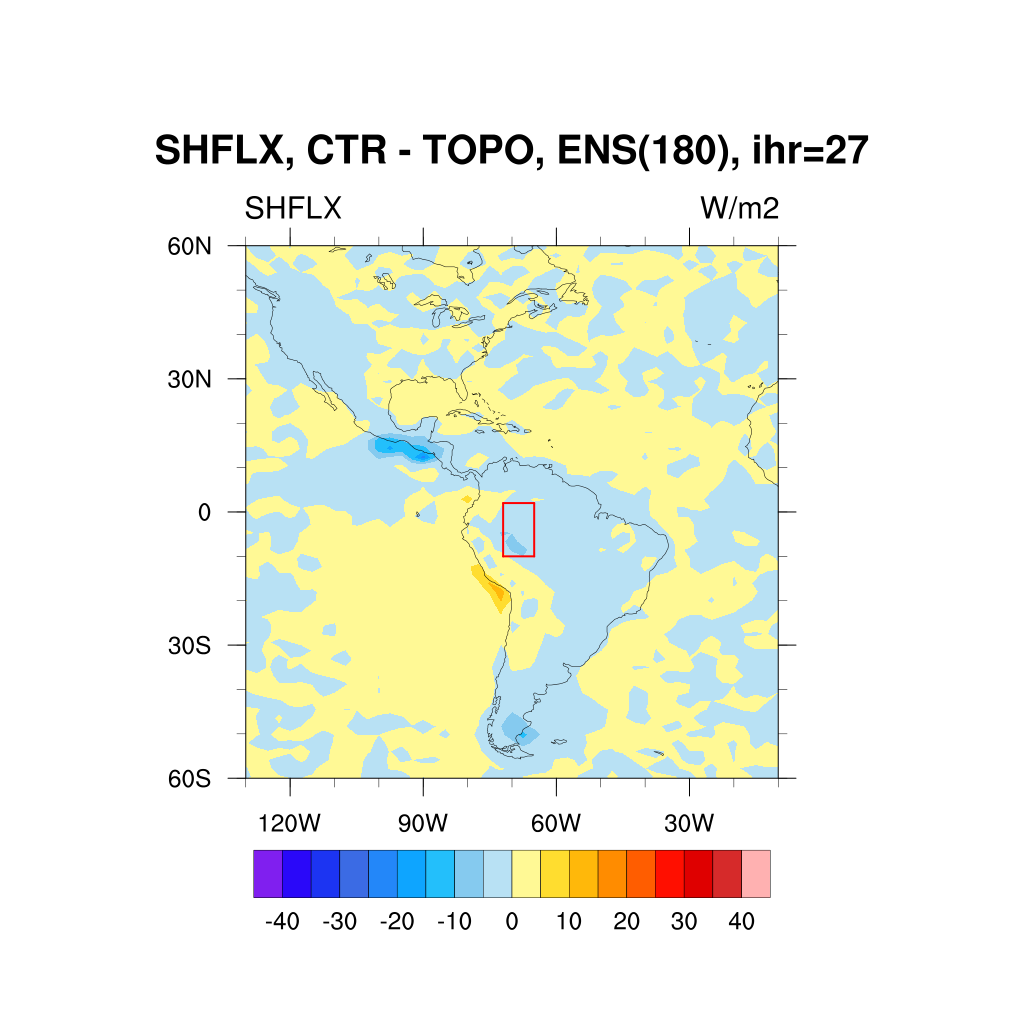 SHFLX, CTR - TOPO, ENS(180), ihr=27
SHFLX W/m2
60N
30N
0
30S
60S
120W 90W 60W 30W
-40 -30 -20 -10 0 10 20 30 40